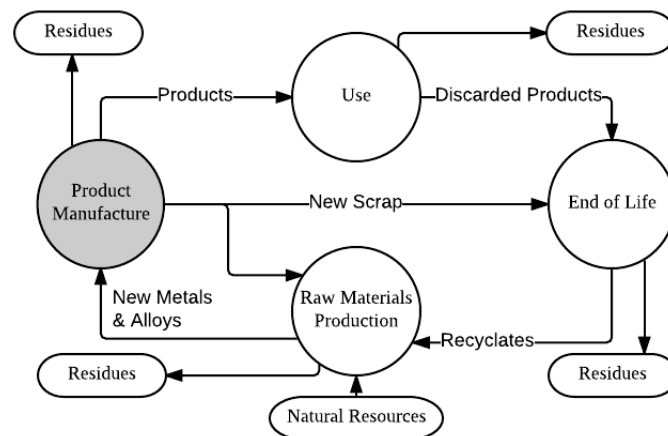 Residues
Residues
Products
Use
Discarded Products
Product
Manufacture
New Scrap
End of Life
New Metals
& Alloys
Raw Materials
Production
Recyclates
Residues
Residues
Natural Resources